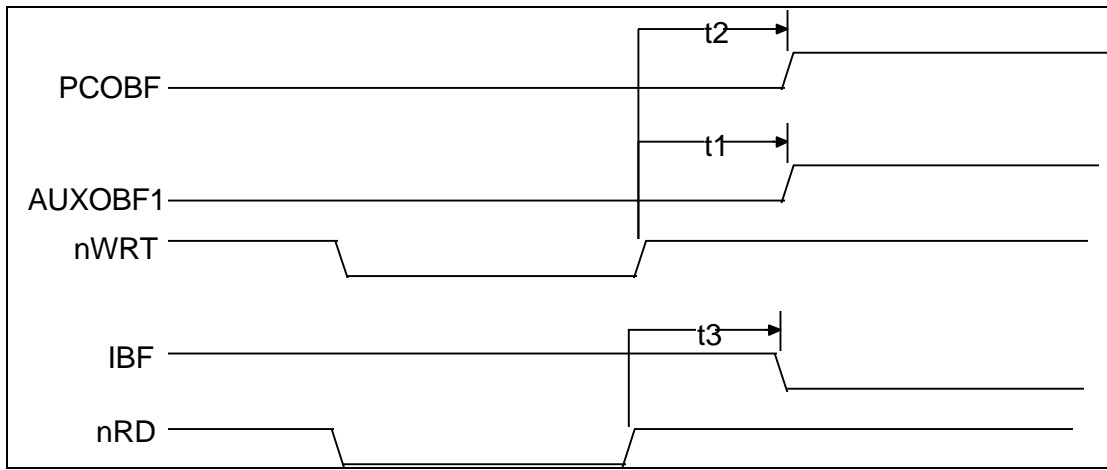 t2
PCOBF
t1
AUXOBF1
nWRT
t3
IBF
nRD